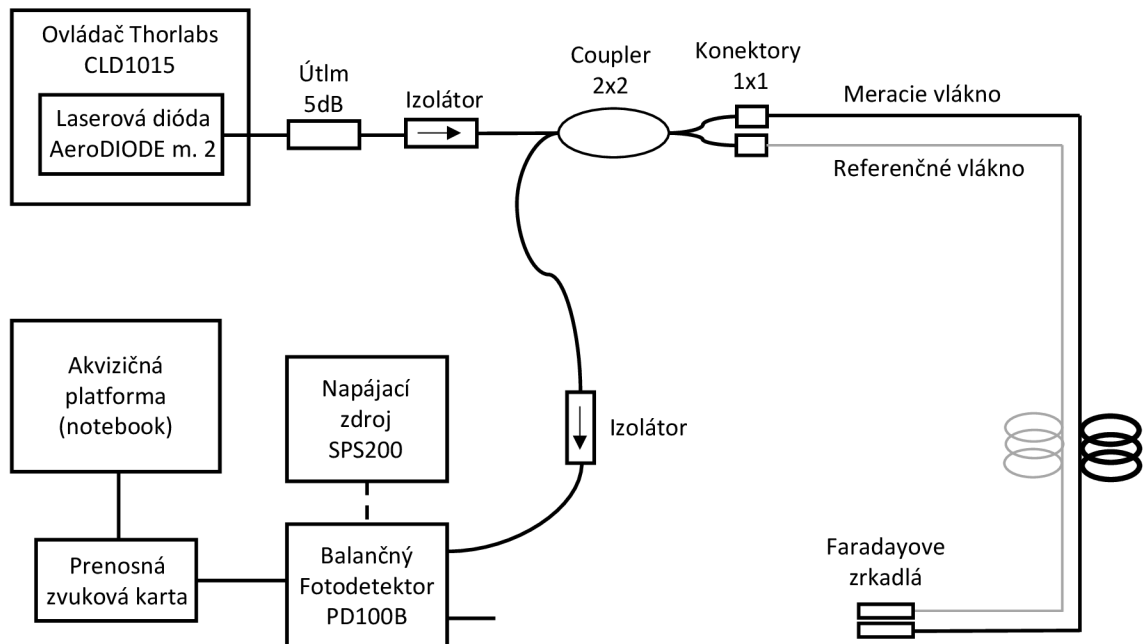 Ovládač Thorlabs
CLD1015
Laserová dióda
AeroDIODE m. 2
Útlm
5dB
Izolátor
Coupler
2x2
Konektory
1x1
Meracie vlákno
Referenčné vlákno
Akvizičná
platforma
(notebook)
Napájací
zdroj
SPS200
Izolátor
Prenosná
zvuková karta
Balančný
Fotodetektor
PD100B
Faradayove
zrkadlá